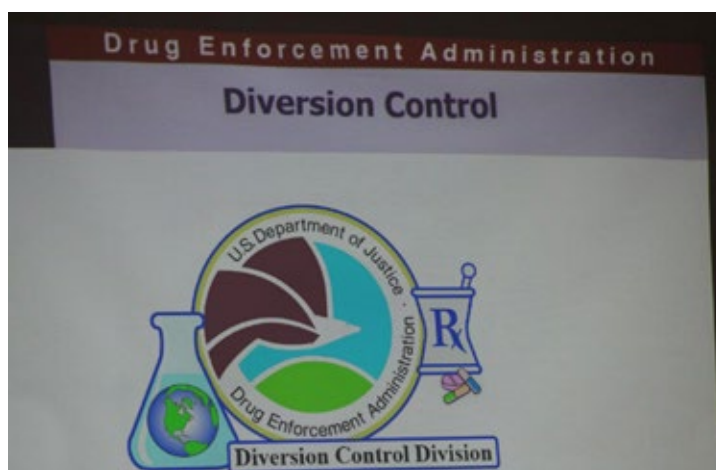 Drug Enforcement Administration
Diversion Control
U.S. Department of Justice ·
Drug Enforcement Administration
Rx
Diversion Control Division